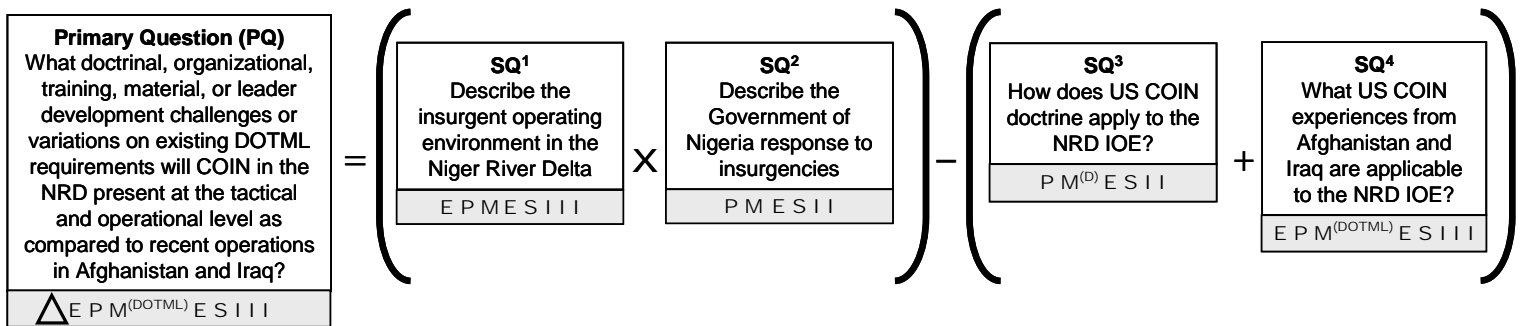 Primary Question (PQ)
What doctrinal, organizational,
training, material, or leader
development challenges or
variations on existing DOTML
requirements will COIN in the
NRD present at the tactical
and operational level as
compared to recent operations
in Afghanistan and Iraq?
△E P M(DOTML) E S I I I
=
SQ1
Describe the
insurgent operating
environment in the
Niger River Delta
E P M E S I I I
X
SQ2
Describe the
Government of
Nigeria response to
insurgencies
P M E S I I
–
SQ3
How does US COIN
doctrine apply to the
NRD IOE?
P M(D) E S I I
+
SQ4
What US COIN
experiences from
Afghanistan and
Iraq are applicable
to the NRD IOE?
E P M(DOTML) E S I I I